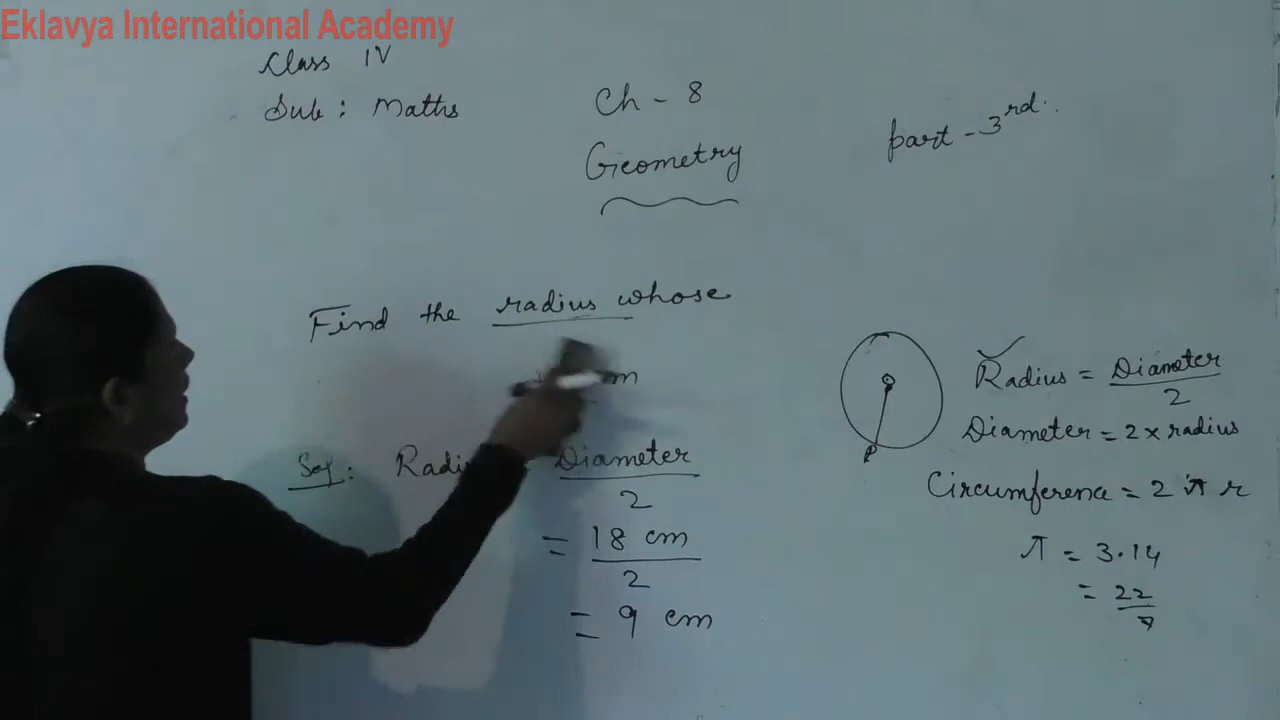 Eklavya International Academy
Class IV
Sub: Maths
Ch - 8
Geometry
part - 3rd.
Find the radius whose
m
Sol: Radi Diameter
2
= 18 cm
2
= 9 cm
O
P
Radius = Diameter
2
Diameter = 2 x radius
Circumference = 2 π r
π = 3.14
= 22
7